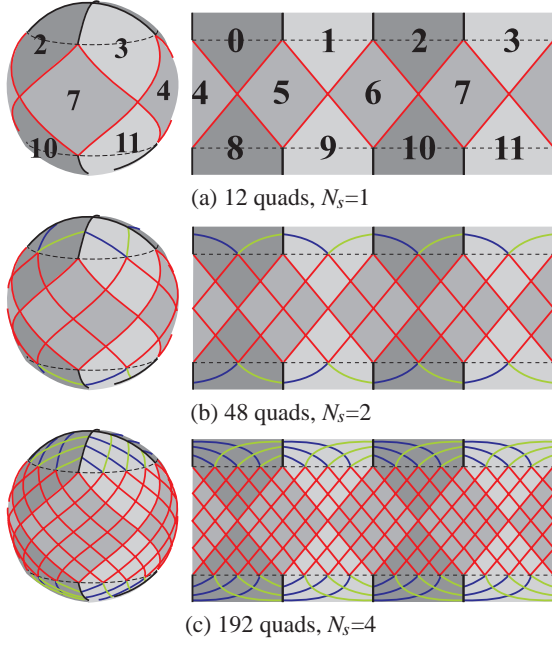 2 3 0 1 2 3
7 4 4 5 6 7
10 11 8 9 10 11
(a) 12 quads, Nₛ=1
(b) 48 quads, Nₛ=2
(c) 192 quads, Nₛ=4